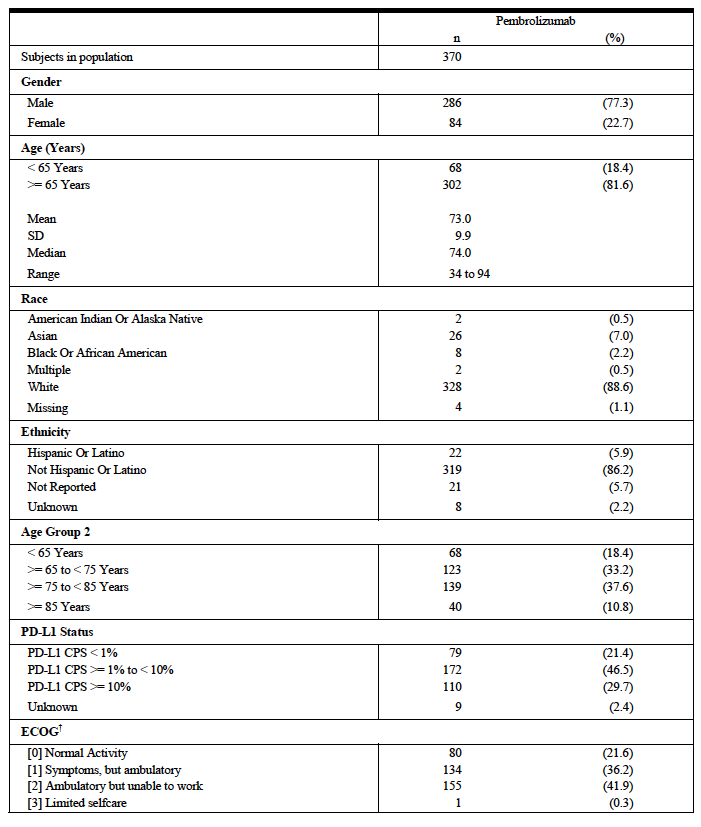 Pembrolizumab
n (%)
Subjects in population 370
Gender
Male 286 (77.3)
Female 84 (22.7)
Age (Years)
< 65 Years 68 (18.4)
>= 65 Years 302 (81.6)
Mean 73.0
SD 9.9
Median 74.0
Range 34 to 94
Race
American Indian Or Alaska Native 2 (0.5)
Asian 26 (7.0)
Black Or African American 8 (2.2)
Multiple 2 (0.5)
White 328 (88.6)
Missing 4 (1.1)
Ethnicity
Hispanic Or Latino 22 (5.9)
Not Hispanic Or Latino 319 (86.2)
Not Reported 21 (5.7)
Unknown 8 (2.2)
Age Group 2
< 65 Years 68 (18.4)
>= 65 to < 75 Years 123 (33.2)
>= 75 to < 85 Years 139 (37.6)
>= 85 Years 40 (10.8)
PD-L1 Status
PD-L1 CPS < 1% 79 (21.4)
PD-L1 CPS >= 1% to < 10% 172 (46.5)
PD-L1 CPS >= 10% 110 (29.7)
Unknown 9 (2.4)
ECOG†
[0] Normal Activity 80 (21.6)
[1] Symptoms, but ambulatory 134 (36.2)
[2] Ambulatory but unable to work 155 (41.9)
[3] Limited selfcare 1 (0.3)